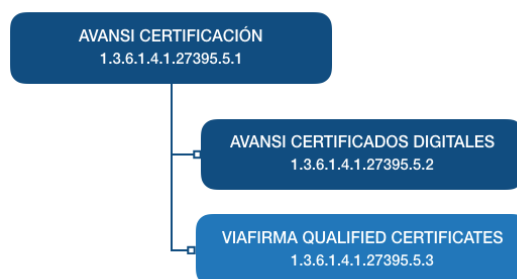 AVANSI CERTIFICACIÓN
1.3.6.1.4.1.27395.5.1
AVANSI CERTIFICADOS DIGITALES
1.3.6.1.4.1.27395.5.2
VIAFIRMA QUALIFIED CERTIFICATES
1.3.6.1.4.1.27395.5.3